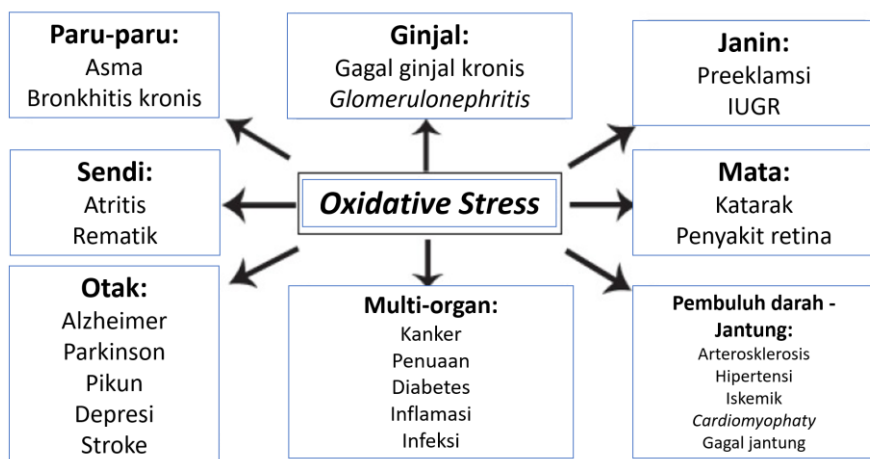 Paru-paru:
Asma
Bronkhitis kronis
Ginjal:
Gagal ginjal kronis
Glomerulonephritis
Janin:
Preeklamsi
IUGR
Sendi:
Atritis
Rematik
Oxidative Stress
Mata:
Katarak
Penyakit retina
Otak:
Alzheimer
Parkinson
Pikun
Depresi
Stroke
Multi-organ:
Kanker
Penuaan
Diabetes
Inflamasi
Infeksi
Pembuluh darah -
Jantung:
Arterosklerosis
Hipertensi
Iskemik
Cardiomyophaty
Gagal jantung